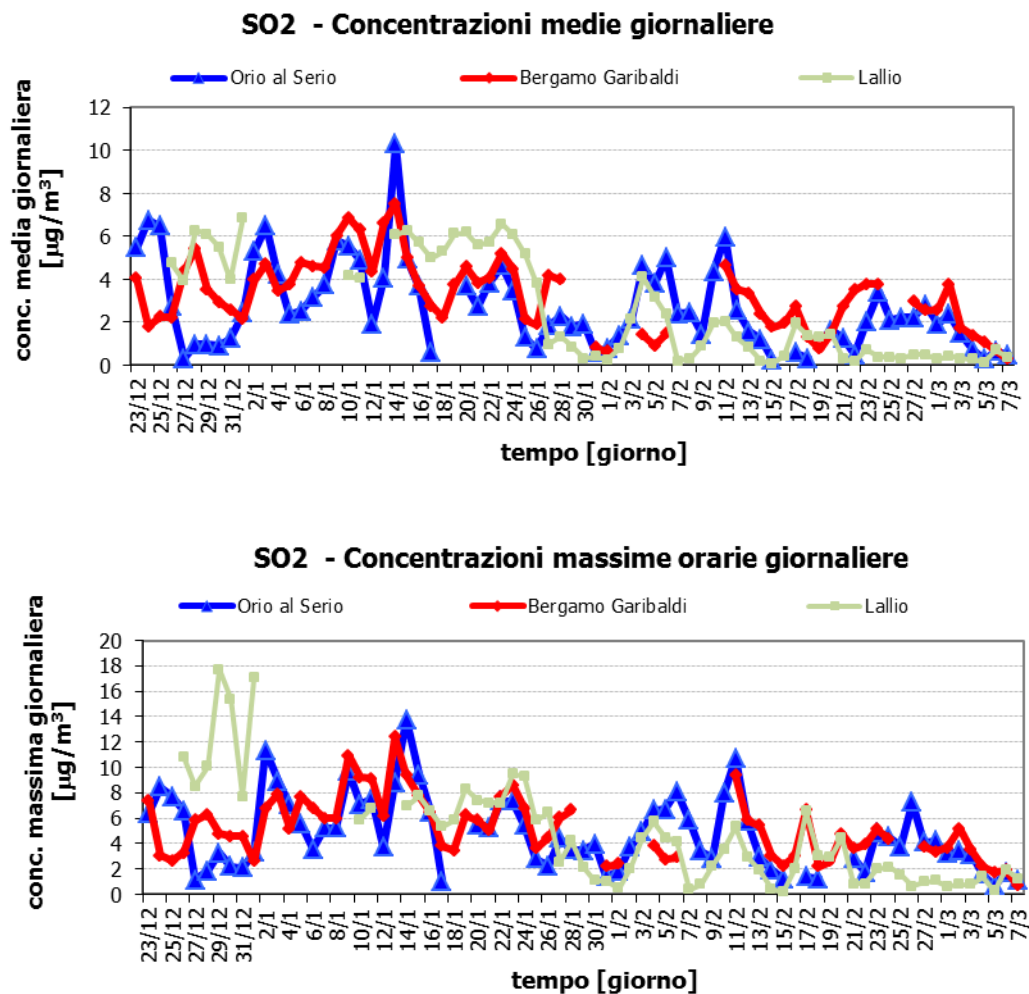 SO2 - Concentrazioni medie giornaliere
Orio al Serio Bergamo Garibaldi Lallio
conc. media giornaliera
[µg/m³]
12
10
8
6
4
2
0
23/12 25/12 27/12 29/12 31/12 2/1 4/1 6/1 8/1 10/1 12/1 14/1 16/1 18/1 20/1 22/1 24/1 26/1 28/1 30/1 1/2 3/2 5/2 7/2 9/2 11/2 13/2 15/2 17/2 19/2 21/2 23/2 25/2 27/2 1/3 3/3 5/3 7/3
tempo [giorno]
SO2 - Concentrazioni massime orarie giornaliere
Orio al Serio Bergamo Garibaldi Lallio
conc. massima giornaliera
[µg/m³]
20
18
16
14
12
10
8
6
4
2
0
23/12 25/12 27/12 29/12 31/12 2/1 4/1 6/1 8/1 10/1 12/1 14/1 16/1 18/1 20/1 22/1 24/1 26/1 28/1 30/1 1/2 3/2 5/2 7/2 9/2 11/2 13/2 15/2 17/2 19/2 21/2 23/2 25/2 27/2 1/3 3/3 5/3 7/3
tempo [giorno]